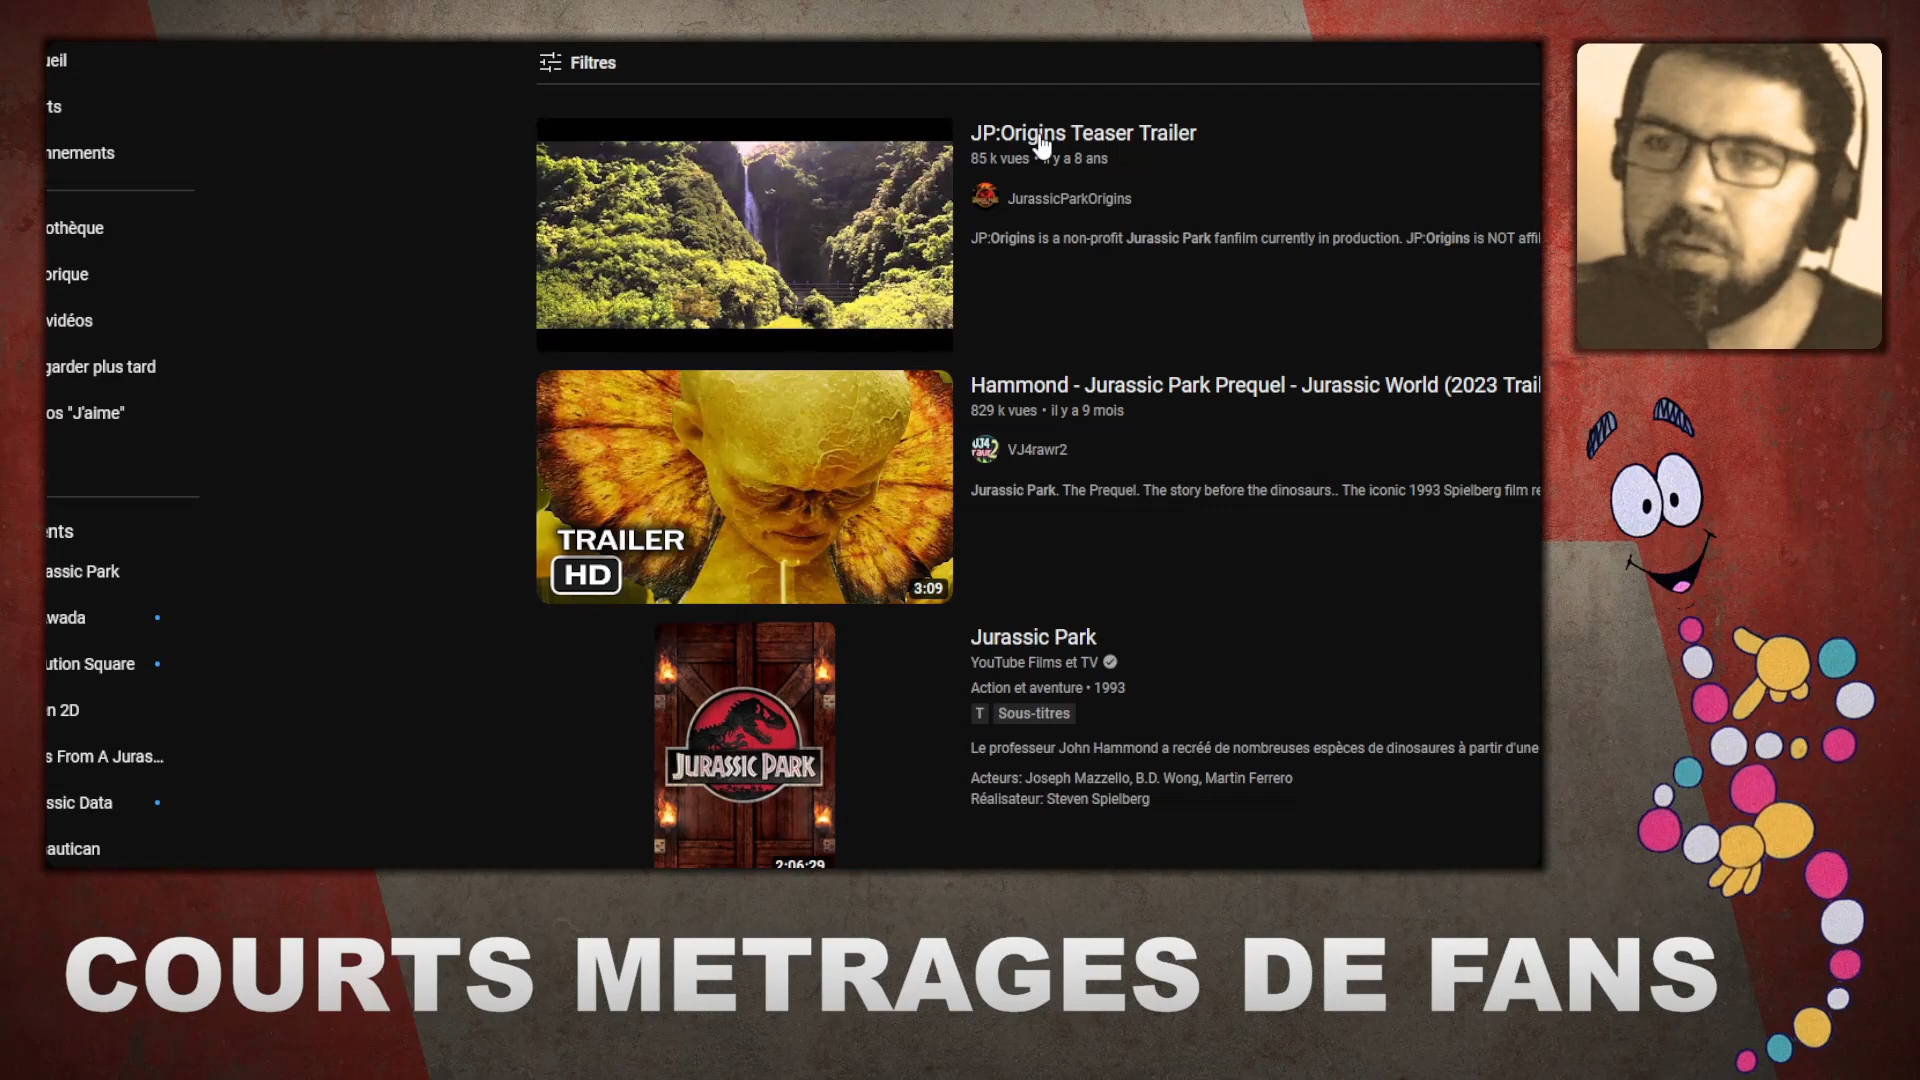 ueil
ts
nnements
othèque
orique
vidéos
garder plus tard
os "J'aime"
ents
assic Park
wada
ution Square
n 2D
s From A Juras...
ssic Data
autican
Filtres
JP:Origins Teaser Trailer
85 k vues • il y a 8 ans
JurassicParkOrigins
JP:Origins is a non-profit Jurassic Park fanfilm currently in production. JP:Origins is NOT affil
TRAILER
HD
3:09
Hammond - Jurassic Park Prequel - Jurassic World (2023 Trail
829 k vues • il y a 9 mois
VJ4rawr2
Jurassic Park. The Prequel. The story before the dinosaurs.. The iconic 1993 Spielberg film re
JURASSIC PARK
2:06:29
Jurassic Park
YouTube Films et TV
Action et aventure • 1993
T Sous-titres
Le professeur John Hammond a recréé de nombreuses espèces de dinosaures à partir d'une
Acteurs: Joseph Mazzello, B.D. Wong, Martin Ferrero
Réalisateur: Steven Spielberg
COURTS METRAGES DE FANS